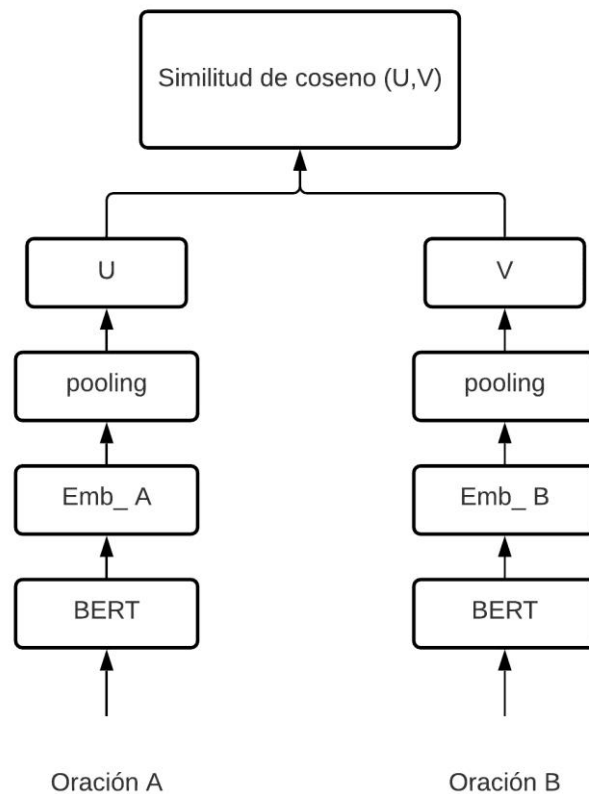 Similitud de coseno (U,V)
U
V
pooling
pooling
Emb_ A
Emb_ B
BERT
BERT
Oración A
Oración B